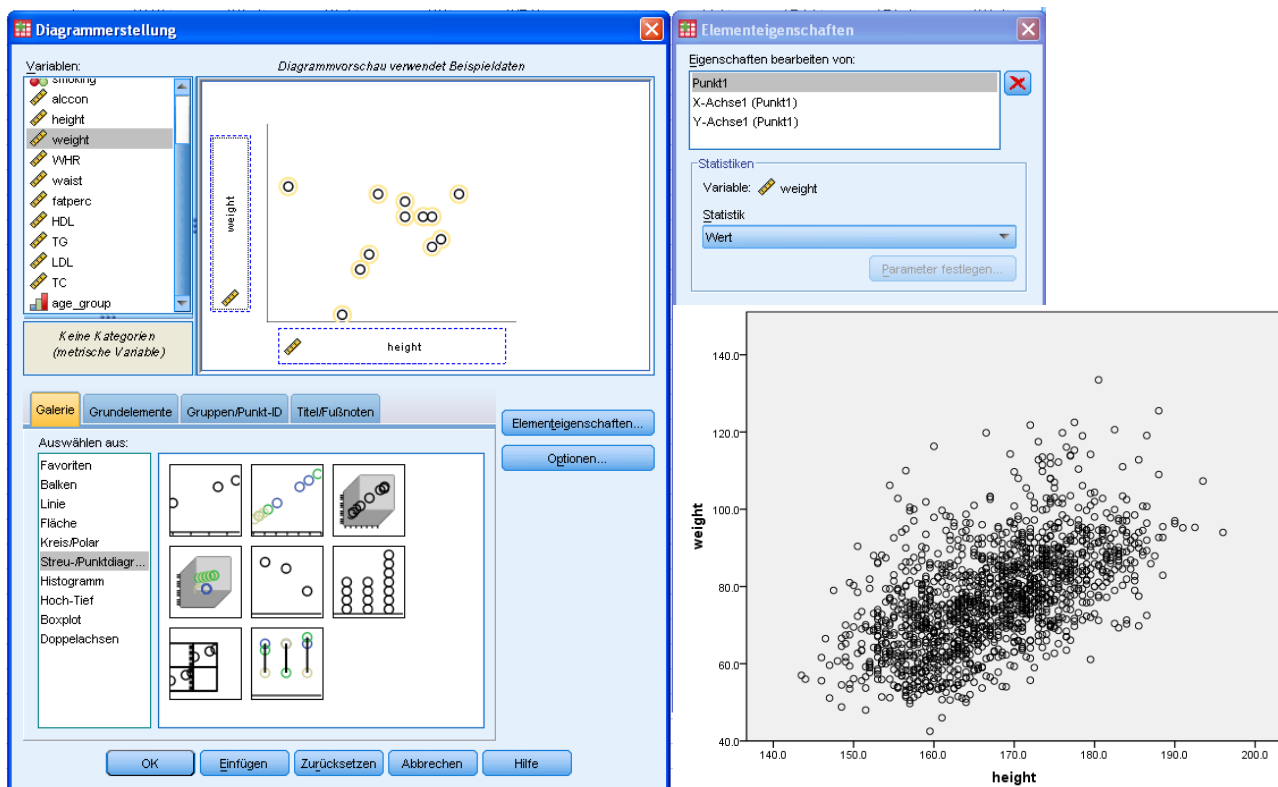 Diagrammerstellung
Variablen:
smoking
alccon
height
weight
WHR
waist
fatperc
HDL
TG
LDL
TC
age_group
Keine Kategorien
(metrische Variable)
Diagrammvorschau verwendet Beispieldaten
weight
height
Galerie
Grundelemente
Gruppen/Punkt-ID
Titel/Fußnoten
Auswählen aus:
Favoriten
Balken
Linie
Fläche
Kreis/Polar
Streu-/Punktdiagr...
Histogramm
Hoch-Tief
Boxplot
Doppelachsen
Elementeigenschaften...
Optionen...
OK
Einfügen
Zurücksetzen
Abbrechen
Hilfe
Elementeigenschaften
Eigenschaften bearbeiten von:
Punkt1
X-Achse1 (Punkt1)
Y-Achse1 (Punkt1)
Statistiken
Variable: weight
Statistik
Wert
Parameter festlegen...
140.0
120.0
100.0
80.0
60.0
40.0
weight
140.0 150.0 160.0 170.0 180.0 190.0 200.0
height